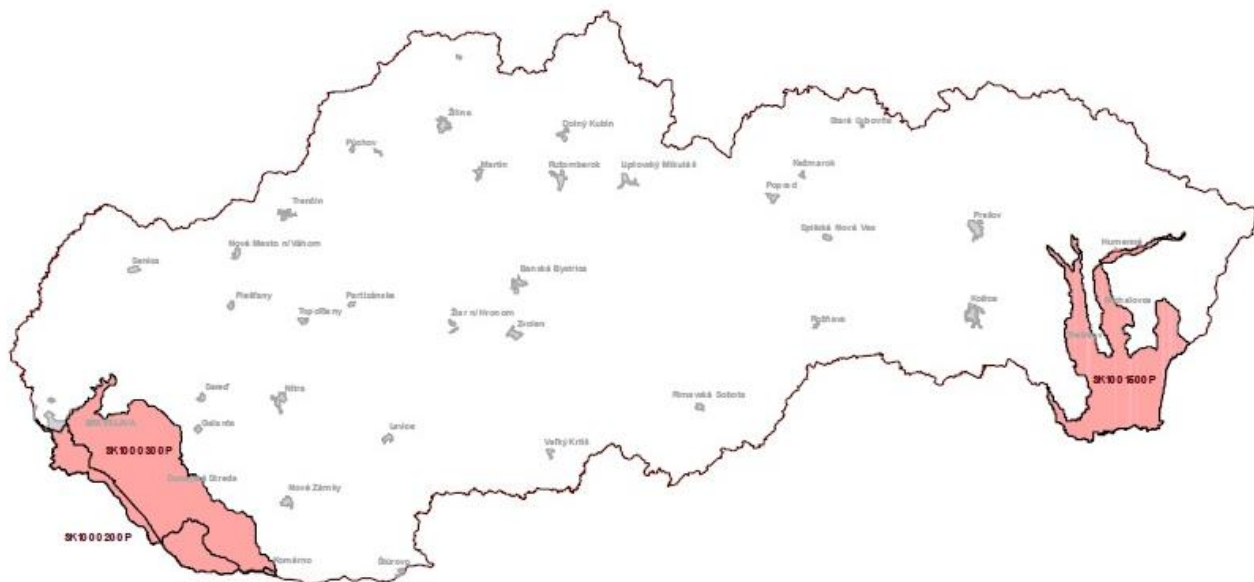 Žilina
Dolný Kubín
Stará Ľubovňa
Púchov
Martin
Ružomberok
Liptovský Mikuláš
Kežmarok
Poprad
Trenčín
Prešov
Spišská Nová Ves
Nové Mesto n/Váhom
Humenné
Senica
Banská Bystrica
Piešťany
Partizánske
Topoľčany
Žiar n/Hronom
Zvolen
Rožňava
Košice
Michalovce
SK1001500P
Sereď
Nitra
Galanta
BRATISLAVA
Levice
Rimavská Sobota
SK1000300P
Veľký Krtíš
Dunajská Streda
Nové Zámky
SK1000200P
Komárno
Štúrovo